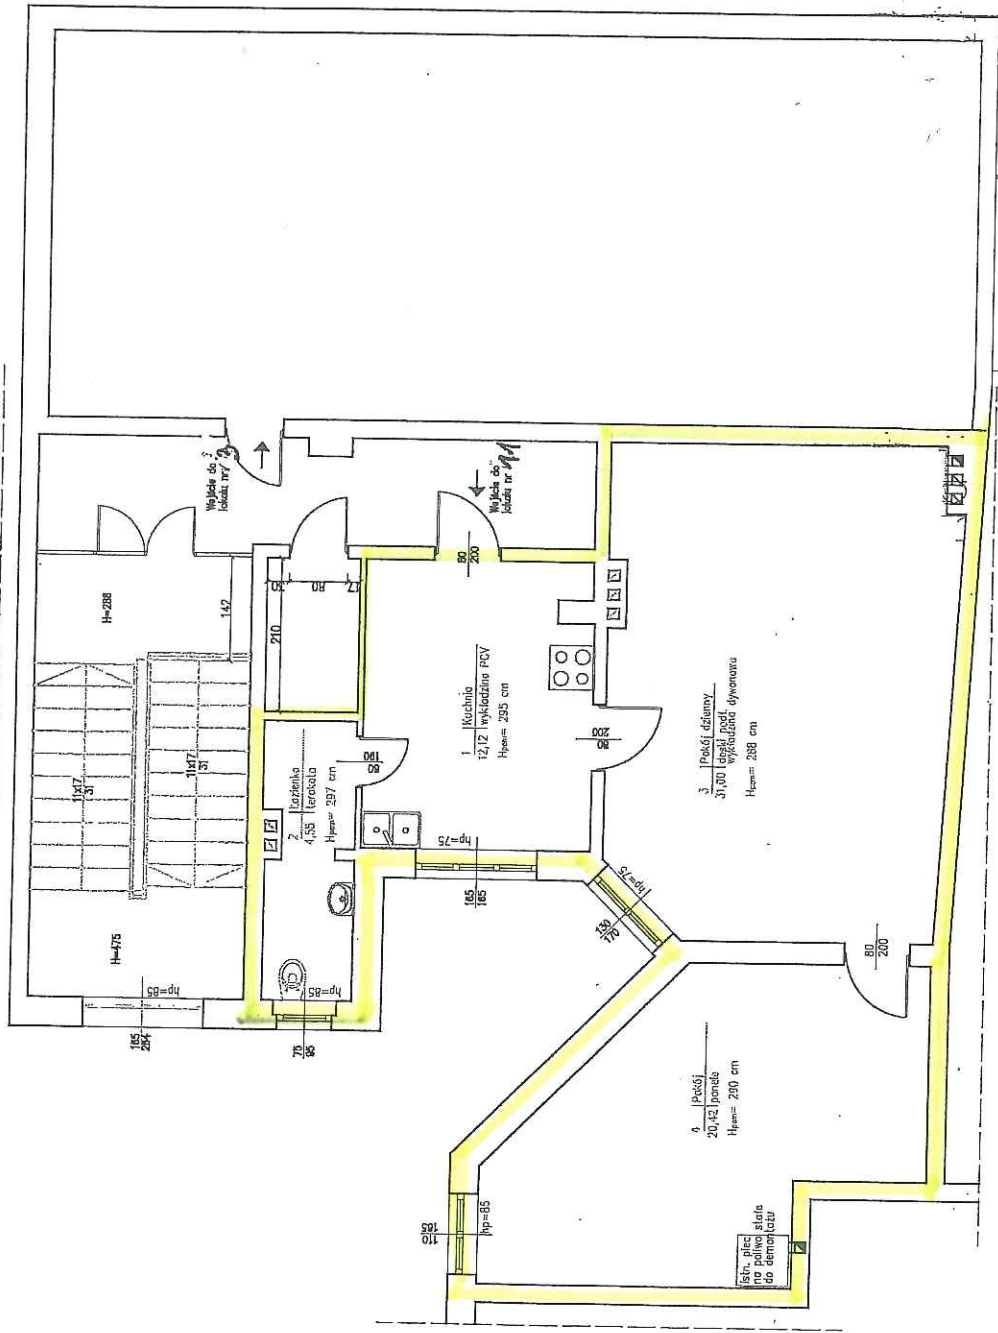 Wejście do
lokalu nr
Wejście do
lokalu nr 11
H=288
142
210
80
17
80
200
11x17
31
11x17
31
H=475
hp=85
165
264
2 Łazienka
4,55 terakota
Hpom= 297 cm
80
190
hp=85
75
95
1 Kuchnia
12,12 wykładzina PCV
Hpom= 295 cm
hp=75
165
165
80
200
hp=75
130
170
3 Pokój dzienny
31,00 deski podł.
wykładzina dywanowa
Hpom= 288 cm
80
200
4 Pokój
20,42 panele
Hpom= 290 cm
110
165
hp=85
Istn. piec
na paliwo stałe
do demontażu